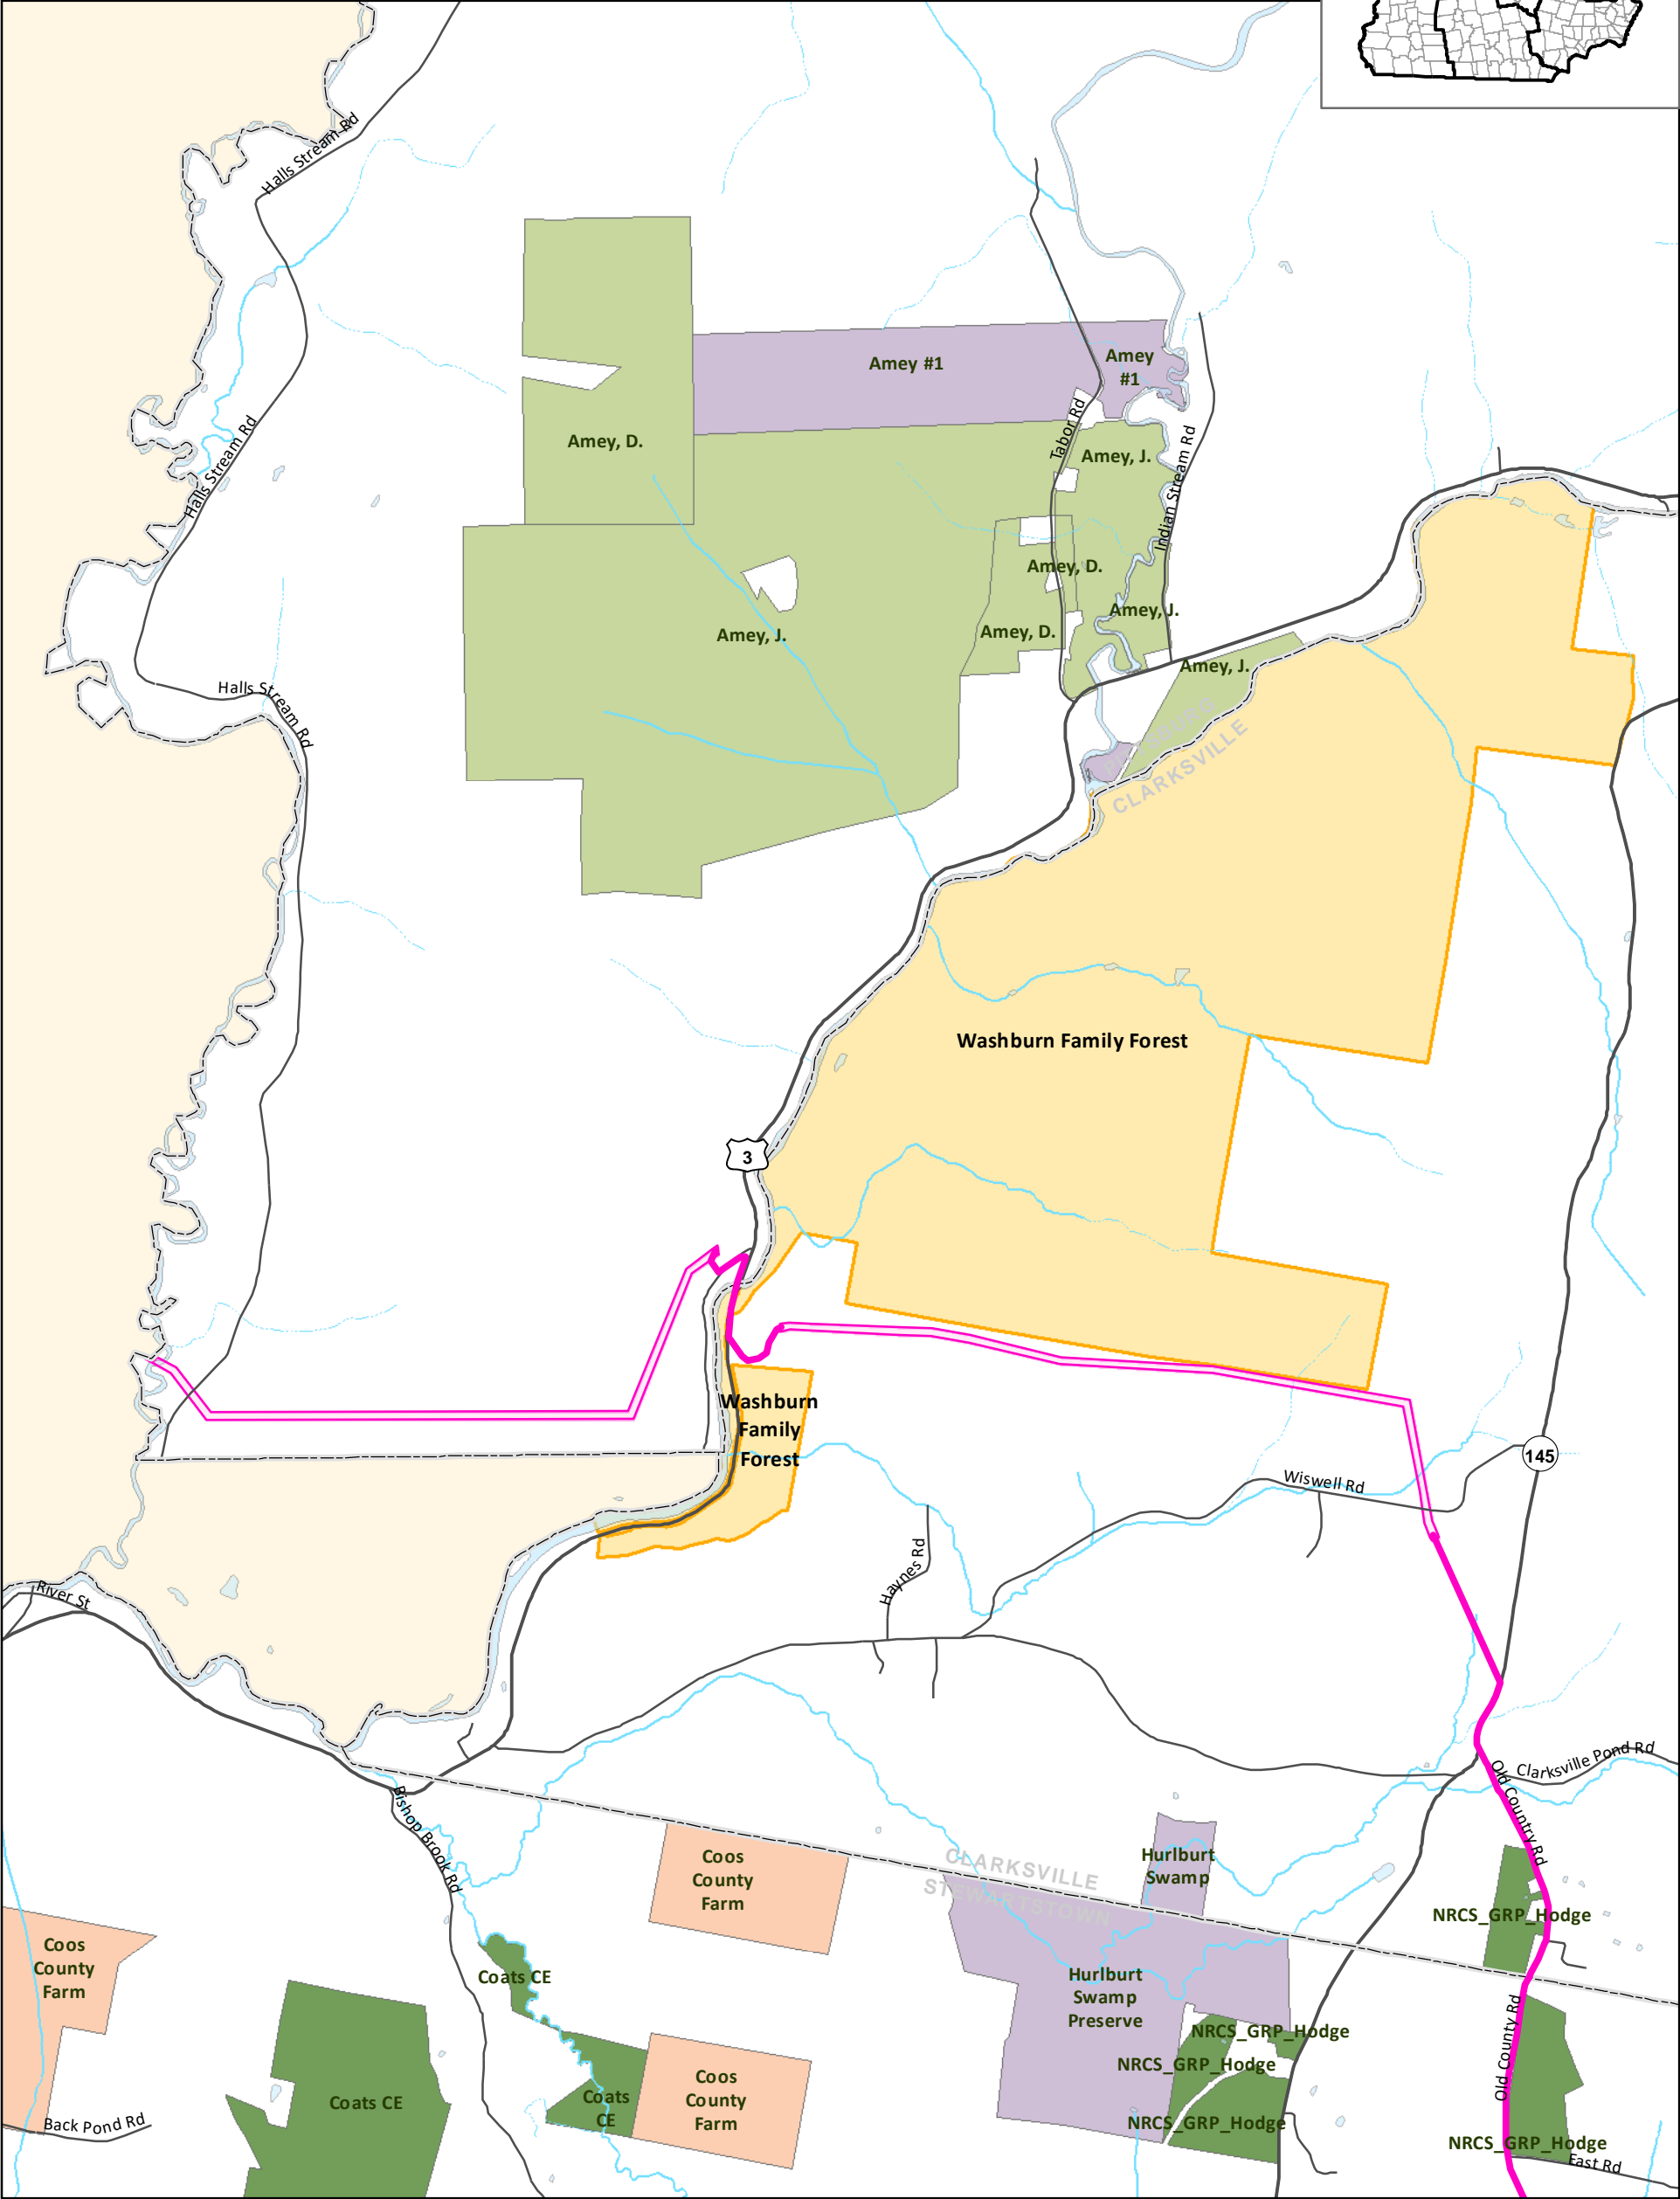 Halls Stream Rd
Amey #1
Amey
#1
Amey, D.
Tabor Rd
Amey, J.
Halls Stream Rd
Indian Stream Rd
Amey, D.
Amey, J.
Amey, J.
Amey, D.
Amey, J.
Halls Stream Rd
CLARKSVILLE
Washburn Family Forest
3
Washburn
Family
Forest
145
Wiswell Rd
Haynes Rd
River St
Clarksville Pond Rd
Old Country Rd
Bishop Brook Rd
Coos
County
Farm
Hurlburt
Swamp
CLARKSVILLE
STEWARTSTOWN
NRCS_GRP_Hodge
Coos
County
Farm
Coats CE
Hurlburt
Swamp
Preserve
NRCS_GRP_Hodge
NRCS_GRP_Hodge
Old County Rd
Coats CE
Coats
CE
Coos
County
Farm
Back Pond Rd
NRCS_GRP_Hodge
NRCS_GRP_Hodge
East Rd